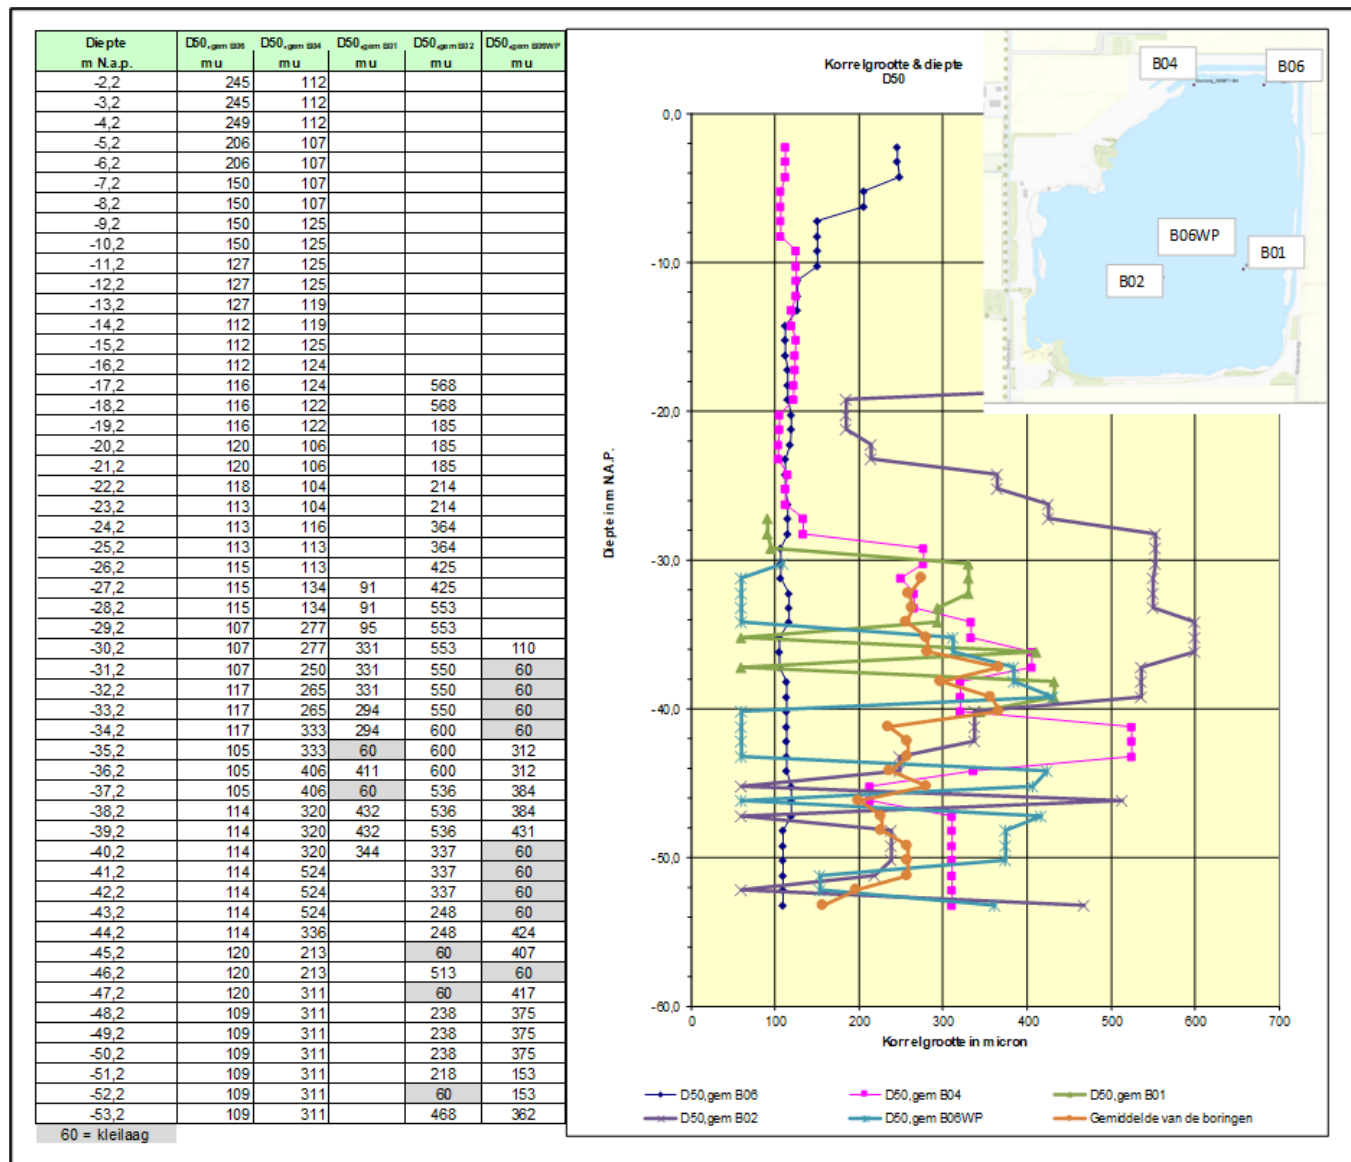 Diepte D50,gem B06 D50,gem B04 D50,gem B01 D50,gem B02 D50,gem B06WP
m N.a.p. mu mu mu mu mu
-2,2 245 112
-3,2 245 112
-4,2 249 112
-5,2 206 107
-6,2 206 107
-7,2 150 107
-8,2 150 107
-9,2 150 125
-10,2 150 125
-11,2 127 125
-12,2 127 125
-13,2 127 119
-14,2 112 119
-15,2 112 125
-16,2 112 124
-17,2 116 124 568
-18,2 116 122 568
-19,2 116 122 185
-20,2 120 106 185
-21,2 120 106 185
-22,2 118 104 214
-23,2 113 104 214
-24,2 113 116 364
-25,2 113 113 364
-26,2 115 113 425
-27,2 115 134 91 425
-28,2 115 134 91 553
-29,2 107 277 95 553
-30,2 107 277 331 553 110
-31,2 107 250 331 550 60
-32,2 117 265 331 550 60
-33,2 117 265 294 550 60
-34,2 117 333 294 600 60
-35,2 105 333 60 600 312
-36,2 105 406 411 600 312
-37,2 105 406 60 536 384
-38,2 114 320 432 536 384
-39,2 114 320 432 536 431
-40,2 114 320 344 337 60
-41,2 114 524 337 60
-42,2 114 524 337 60
-43,2 114 524 248 60
-44,2 114 336 248 424
-45,2 120 213 60 407
-46,2 120 213 513 60
-47,2 120 311 60 417
-48,2 109 311 238 375
-49,2 109 311 238 375
-50,2 109 311 238 375
-51,2 109 311 218 153
-52,2 109 311 60 153
-53,2 109 311 468 362
60 = kleilaag
Korrelgrootte & diepte
D50
B04
B06
B06WP
B01
B02
0,0
-10,0
-20,0
-30,0
-40,0
-50,0
-60,0
Diepte in m N.A.P.
0 100 200 300 400 500 600 700
Korrelgrootte in micron
D50,gem B06 D50,gem B04 D50,gem B01
D50,gem B02 D50,gem B06WP Gemiddelde van de boringen